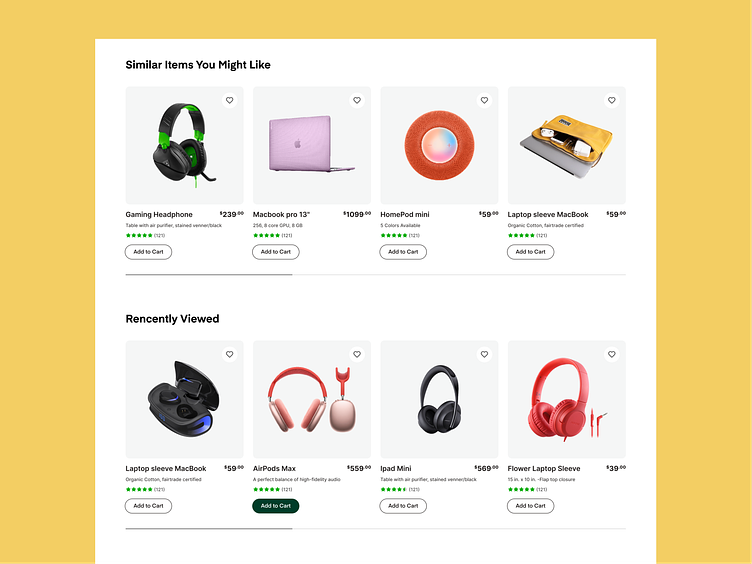 Similar Items You Might Like
Gaming Headphone $239.00
Table with air purifier, stained venner/black
(121)
Add to Cart
Macbook pro 13" $1099.00
256, 8 core GPU, 8 GB
(121)
Add to Cart
HomePod mini $59.00
5 Colors Available
(121)
Add to Cart
Laptop sleeve MacBook $59.00
Organic Cotton, fairtrade certified
(121)
Add to Cart
Rencently Viewed
Laptop sleeve MacBook $59.00
Organic Cotton, fairtrade certified
(121)
Add to Cart
AirPods Max $559.00
A perfect balance of high-fidelity audio
(121)
Add to Cart
Ipad Mini $569.00
Table with air purifier, stained venner/black
(121)
Add to Cart
Flower Laptop Sleeve $39.00
15 in. x 10 in. -Flap top closure
(121)
Add to Cart